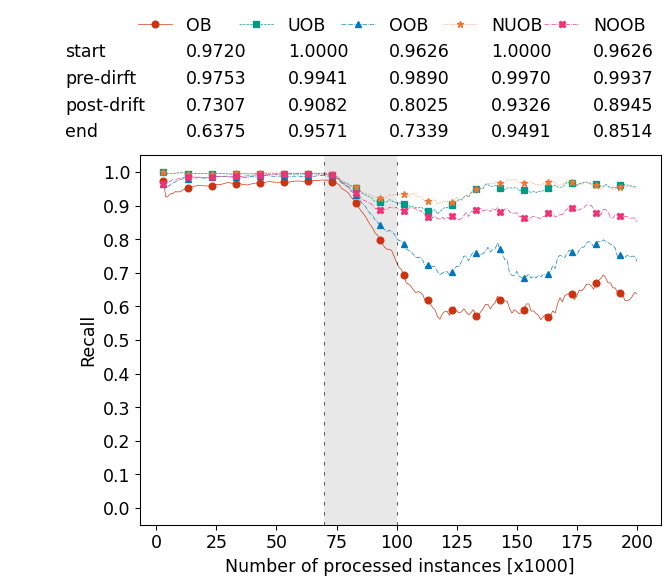 OB UOB OOB NUOB NOOB
start 0.9720 1.0000 0.9626 1.0000 0.9626
pre-dirft 0.9753 0.9941 0.9890 0.9970 0.9937
post-drift 0.7307 0.9082 0.8025 0.9326 0.8945
end 0.6375 0.9571 0.7339 0.9491 0.8514
1.0
0.9
0.8
0.7
0.6
0.5
0.4
0.3
0.2
0.1
0.0
Recall
0 25 50 75 100 125 150 175 200
Number of processed instances [x1000]